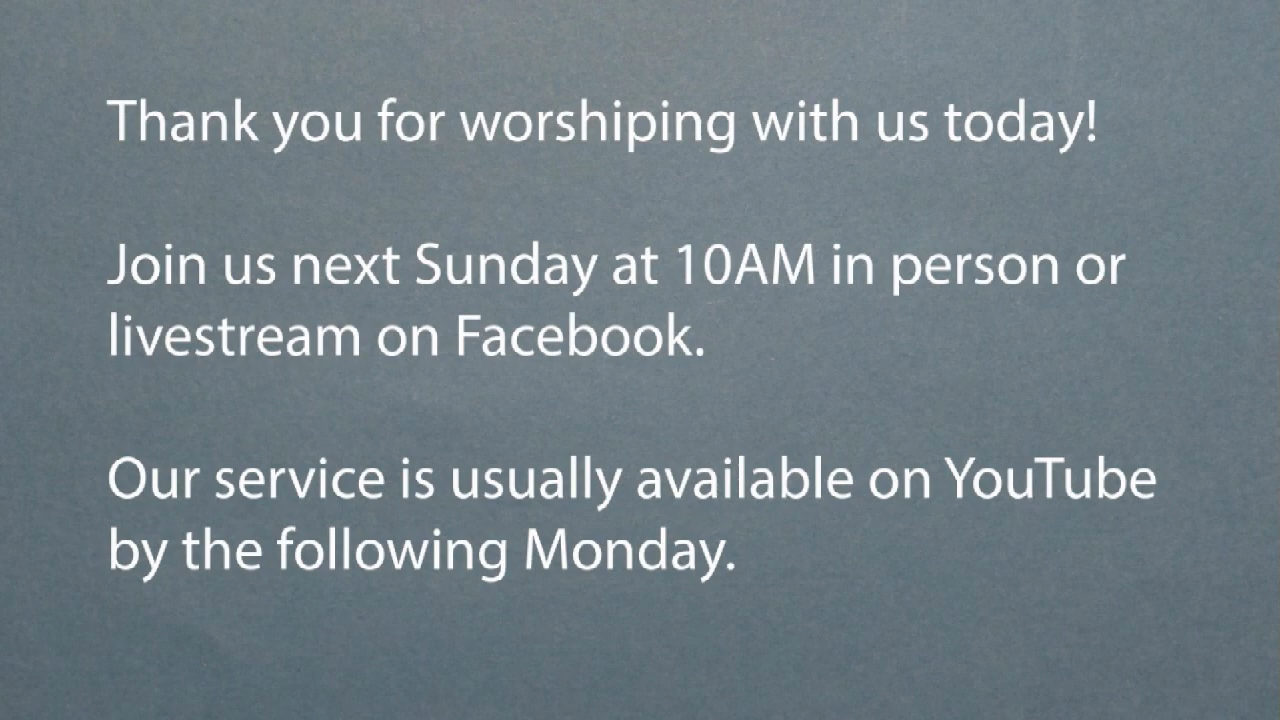 Thank you for worshiping with us today!
Join us next Sunday at 10AM in person or
livestream on Facebook.
Our service is usually available on YouTube
by the following Monday.